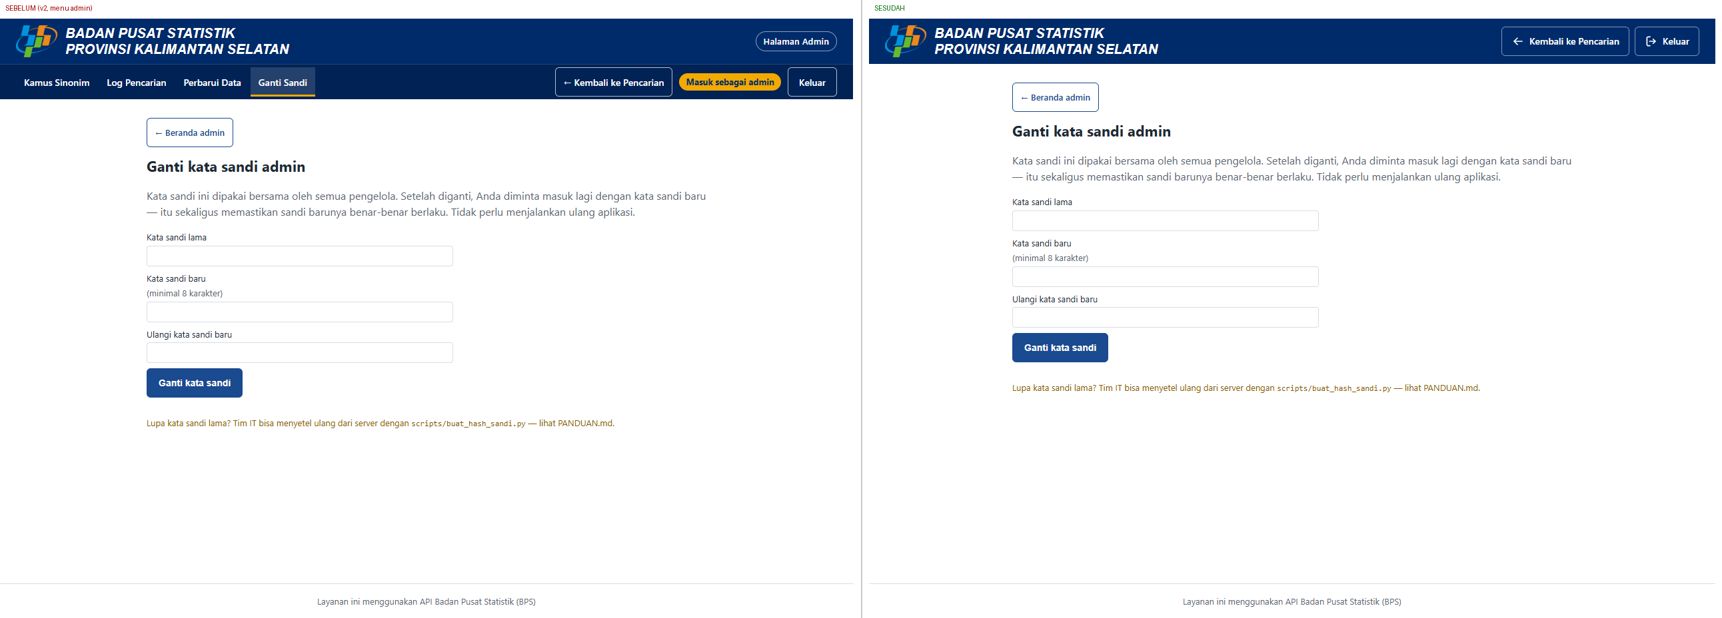 SEBELUM (v2, menu admin)
BADAN PUSAT STATISTIK
PROVINSI KALIMANTAN SELATAN
Halaman Admin
Kamus Sinonim Log Pencarian Perbarui Data Ganti Sandi ← Kembali ke Pencarian Masuk sebagai admin Keluar
← Beranda admin
Ganti kata sandi admin
Kata sandi ini dipakai bersama oleh semua pengelola. Setelah diganti, Anda diminta masuk lagi dengan kata sandi baru
— itu sekaligus memastikan sandi barunya benar-benar berlaku. Tidak perlu menjalankan ulang aplikasi.
Kata sandi lama
Kata sandi baru
(minimal 8 karakter)
Ulangi kata sandi baru
Ganti kata sandi
Lupa kata sandi lama? Tim IT bisa menyetel ulang dari server dengan scripts/buat_hash_sandi.py — lihat PANDUAN.md.
Layanan ini menggunakan API Badan Pusat Statistik (BPS)
SESUDAH
BADAN PUSAT STATISTIK
PROVINSI KALIMANTAN SELATAN
← Kembali ke Pencarian Keluar
← Beranda admin
Ganti kata sandi admin
Kata sandi ini dipakai bersama oleh semua pengelola. Setelah diganti, Anda diminta masuk lagi dengan kata sandi baru
— itu sekaligus memastikan sandi barunya benar-benar berlaku. Tidak perlu menjalankan ulang aplikasi.
Kata sandi lama
Kata sandi baru
(minimal 8 karakter)
Ulangi kata sandi baru
Ganti kata sandi
Lupa kata sandi lama? Tim IT bisa menyetel ulang dari server dengan scripts/buat_hash_sandi.py — lihat PANDUAN.md.
Layanan ini menggunakan API Badan Pusat Statistik (BPS)